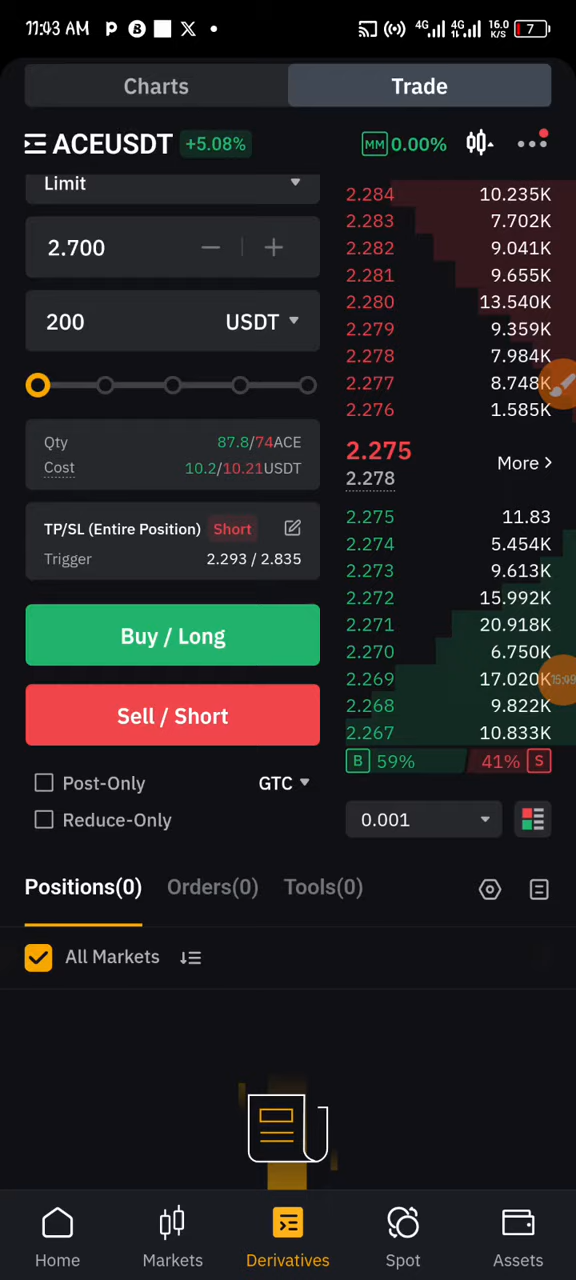 11:43 AM P B X 4G 4G 16.0 K/S 7
Charts Trade
ACEUSDT +5.08% MM 0.00%
Limit
2.700
200 USDT
Qty 87.8/74ACE
Cost 10.2/10.21USDT
TP/SL (Entire Position) Short
Trigger 2.293 / 2.835
Buy / Long
Sell / Short
Post-Only GTC
Reduce-Only
2.284 10.235K
2.283 7.702K
2.282 9.041K
2.281 9.655K
2.280 13.540K
2.279 9.359K
2.278 7.984K
2.277 8.748K
2.276 1.585K
2.275
2.278
More >
2.275 11.83
2.274 5.454K
2.273 9.613K
2.272 15.992K
2.271 20.918K
2.270 6.750K
2.269 17.020K
2.268 9.822K
2.267 10.833K
B 59% 41% S
0.001
Positions(0) Orders(0) Tools(0)
All Markets
Home Markets Derivatives Spot Assets